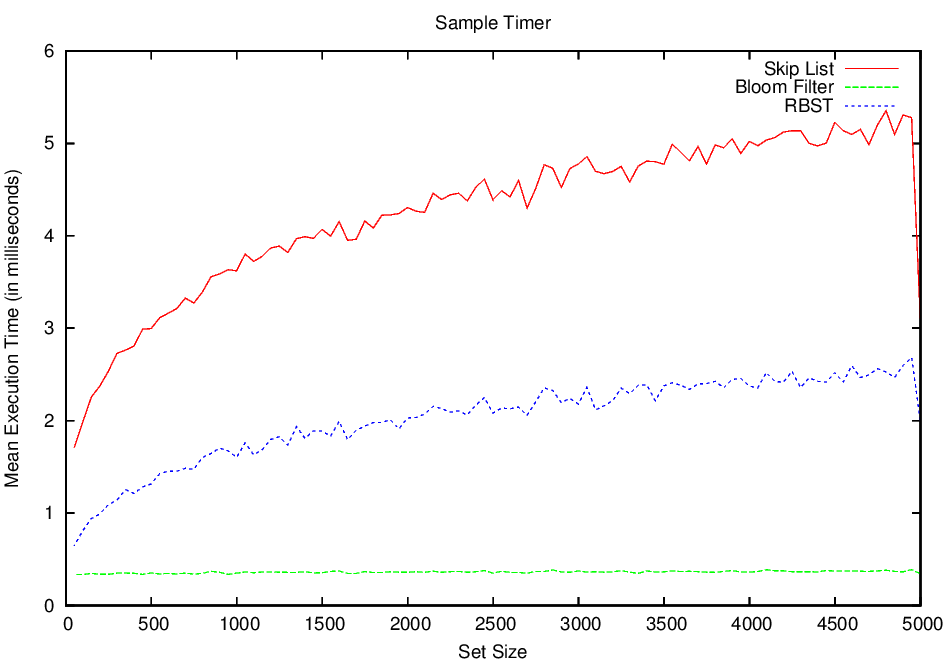 Sample Timer
6
5
4
3
2
1
0
Mean Execution Time (in milliseconds)
Skip List
Bloom Filter
RBST
0 500 1000 1500 2000 2500 3000 3500 4000 4500 5000
Set Size